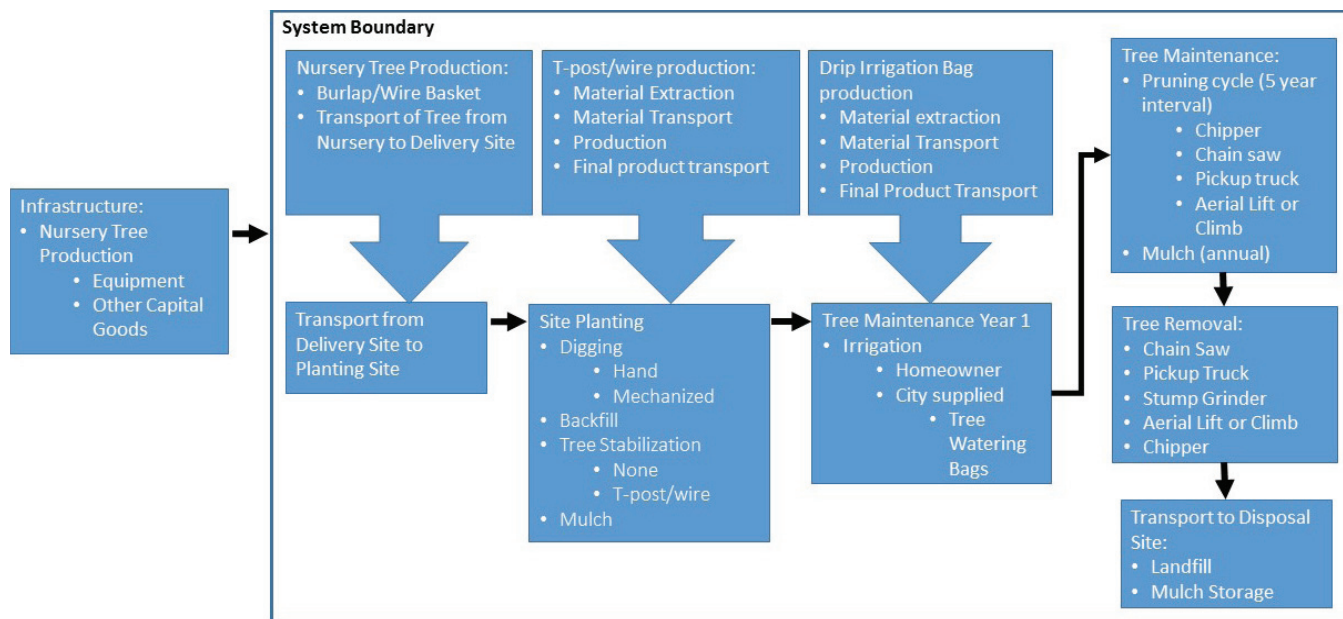 System Boundary
Infrastructure:
• Nursery Tree
Production
• Equipment
• Other Capital
Goods
Nursery Tree Production:
• Burlap/Wire Basket
• Transport of Tree from
Nursery to Delivery Site
T-post/wire production:
• Material Extraction
• Material Transport
• Production
• Final product transport
Drip Irrigation Bag
production
• Material extraction
• Material Transport
• Production
• Final Product Transport
Transport from
Delivery Site to
Planting Site
Site Planting
• Digging
• Hand
• Mechanized
• Backfill
• Tree Stabilization
• None
• T-post/wire
• Mulch
Tree Maintenance Year 1
• Irrigation
• Homeowner
• City supplied
• Tree
Watering
Bags
Tree Maintenance:
• Pruning cycle (5 year
interval)
• Chipper
• Chain saw
• Pickup truck
• Aerial Lift or
Climb
• Mulch (annual)
Tree Removal:
• Chain Saw
• Pickup Truck
• Stump Grinder
• Aerial Lift or Climb
• Chipper
Transport to Disposal
Site:
• Landfill
• Mulch Storage